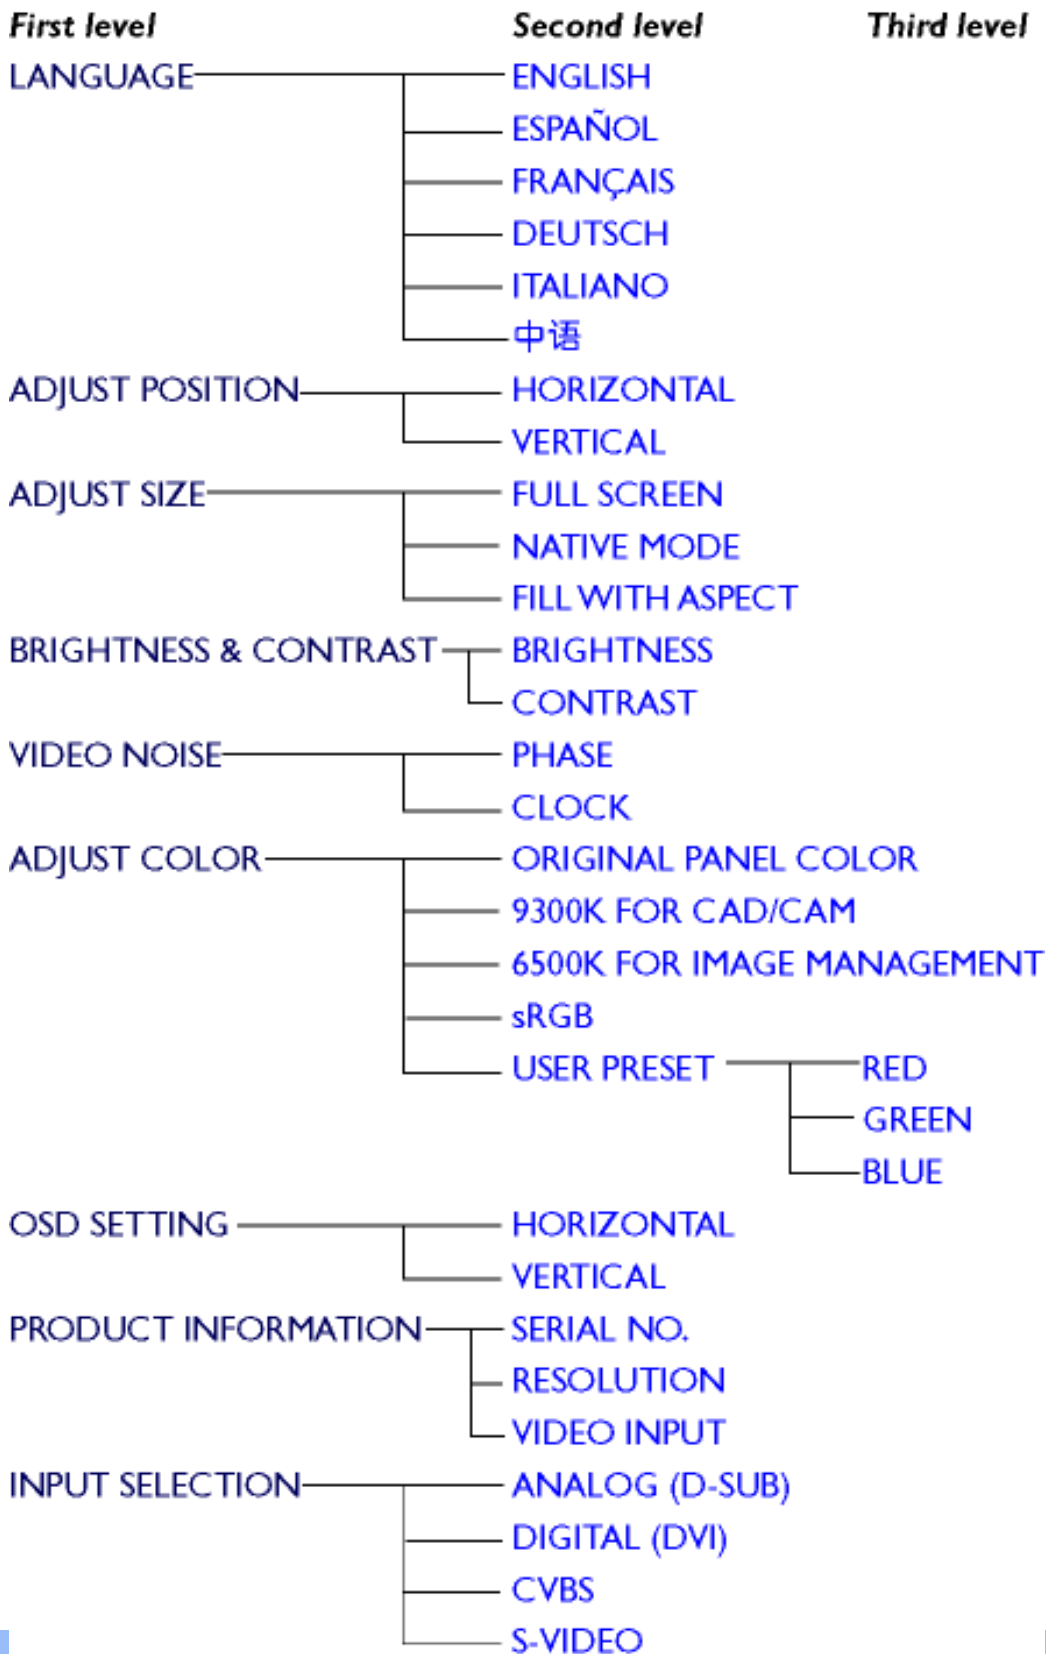 First level Second level Third level
LANGUAGE ENGLISH
ESPAÑOL
FRANÇAIS
DEUTSCH
ITALIANO
中语
ADJUST POSITION HORIZONTAL
VERTICAL
ADJUST SIZE FULL SCREEN
NATIVE MODE
FILL WITH ASPECT
BRIGHTNESS & CONTRAST BRIGHTNESS
CONTRAST
VIDEO NOISE PHASE
CLOCK
ADJUST COLOR ORIGINAL PANEL COLOR
9300K FOR CAD/CAM
6500K FOR IMAGE MANAGEMENT
sRGB
USER PRESET RED
GREEN
BLUE
OSD SETTING HORIZONTAL
VERTICAL
PRODUCT INFORMATION SERIAL NO.
RESOLUTION
VIDEO INPUT
INPUT SELECTION ANALOG (D-SUB)
DIGITAL (DVI)
CVBS
S-VIDEO